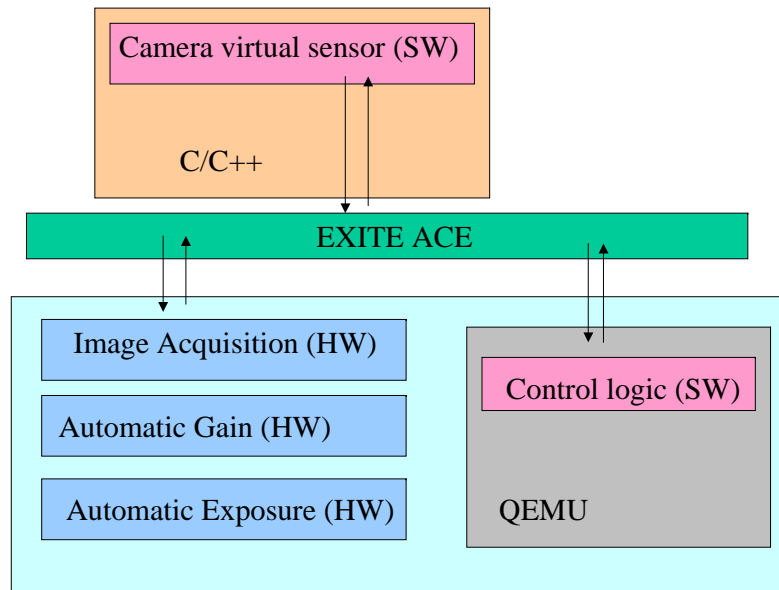 Camera virtual sensor (SW)
C/C++
EXITE ACE
Image Acquisition (HW)
Automatic Gain (HW)
Automatic Exposure (HW)
Control logic (SW)
QEMU